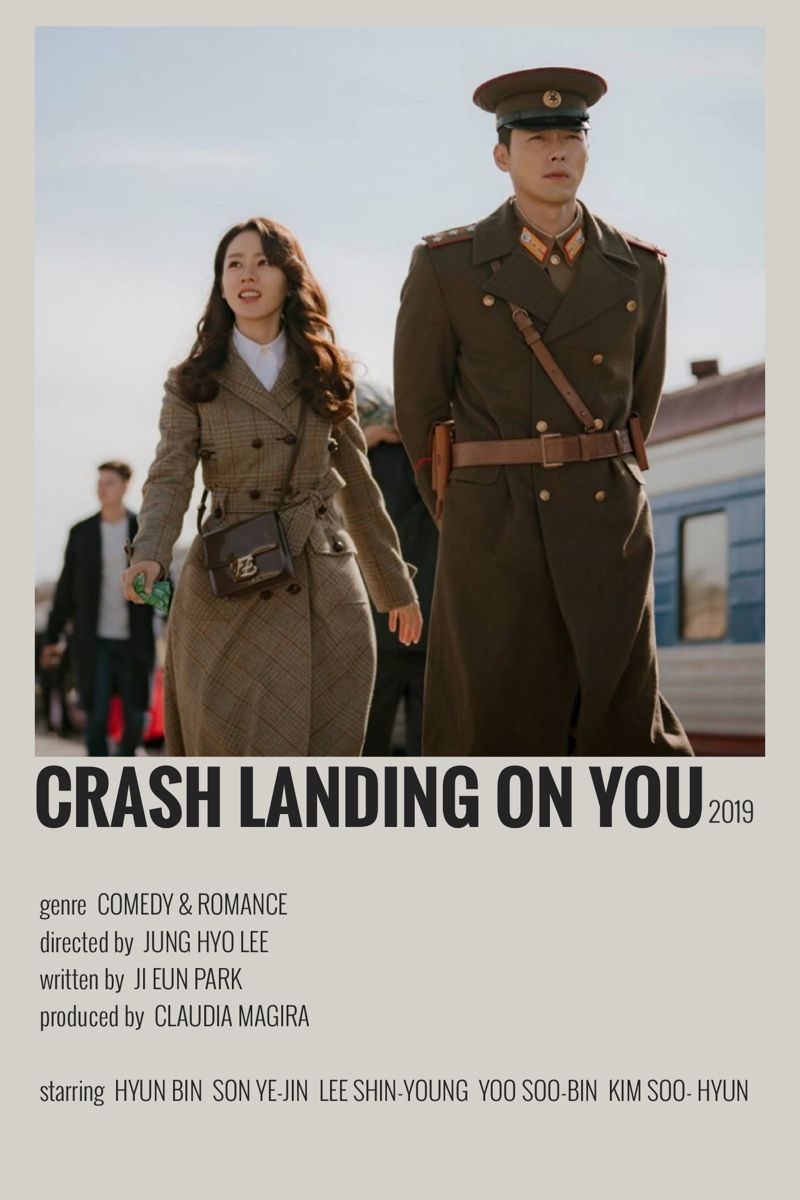 CRASH LANDING ON YOU 2019
genre COMEDY & ROMANCE
directed by JUNG HYO LEE
written by JI EUN PARK
produced by CLAUDIA MAGIRA
starring HYUN BIN SON YE-JIN LEE SHIN-YOUNG YOO SOO-BIN KIM SOO- HYUN